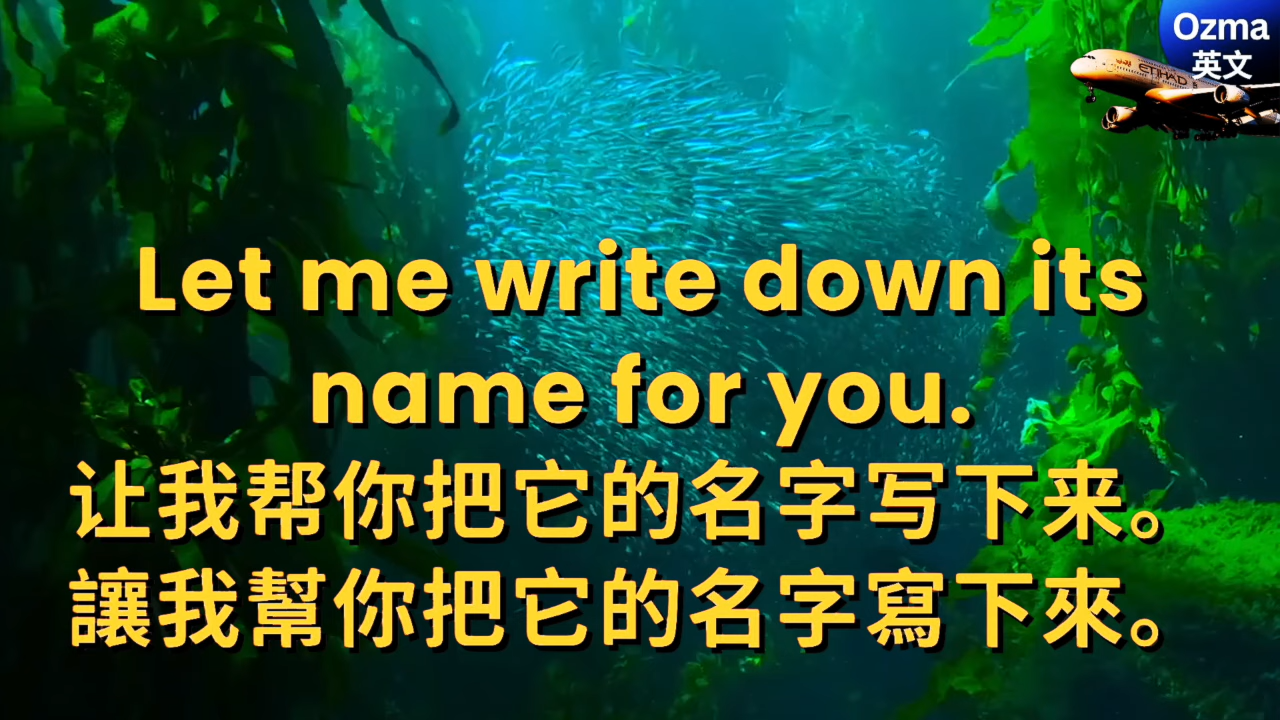 Ozma
英文
ETIHAD
Let me write down its
name for you.
让我帮你把它的名字写下来。
讓我幫你把它的名字寫下來。